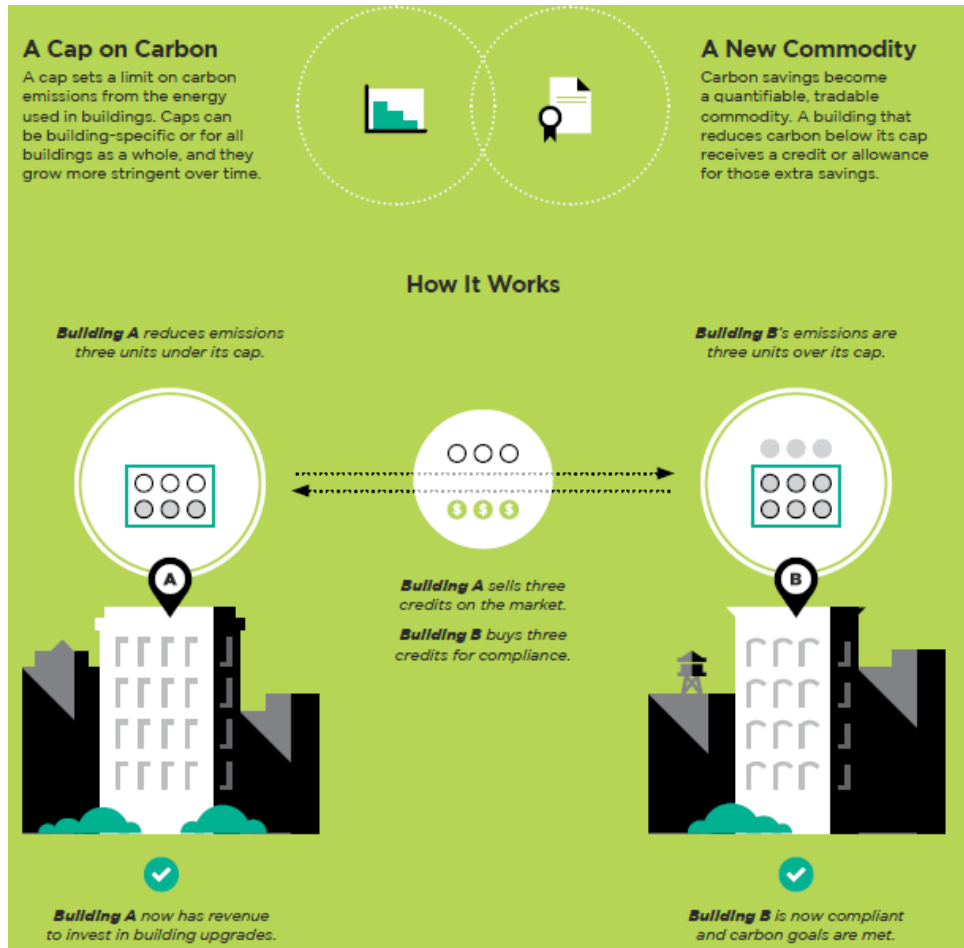 A Cap on Carbon
A cap sets a limit on carbon
emissions from the energy
used in buildings. Caps can
be building-specific or for all
buildings as a whole, and they
grow more stringent over time.
A New Commodity
Carbon savings become
a quantifiable, tradable
commodity. A building that
reduces carbon below its cap
receives a credit or allowance
for those extra savings.
How It Works
Building A reduces emissions
three units under its cap.
Building B's emissions are
three units over its cap.
$ $ $
A
B
Building A sells three
credits on the market.
Building B buys three
credits for compliance.
Building A now has revenue
to invest in building upgrades.
Building B is now compliant
and carbon goals are met.